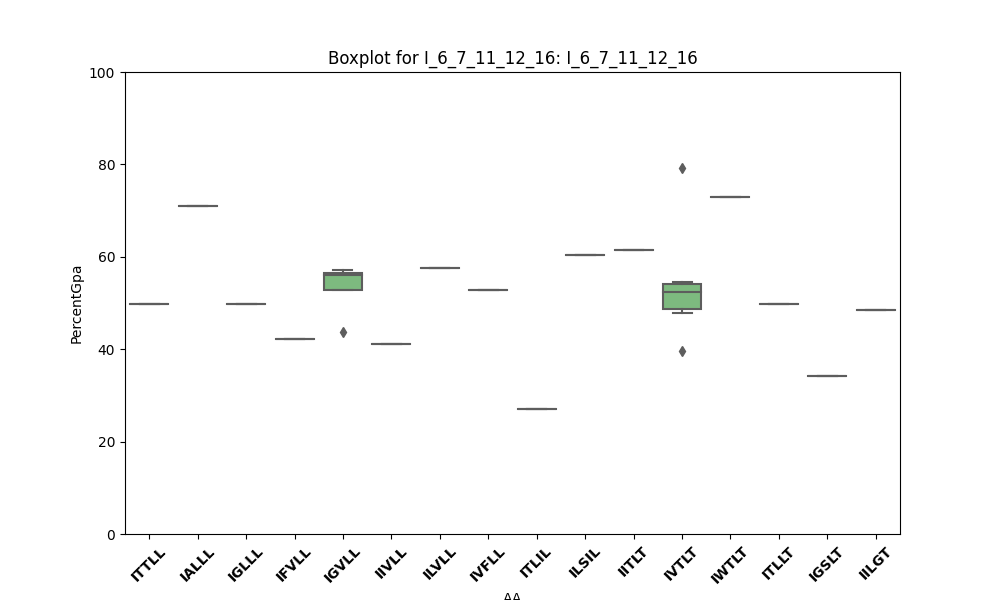 Boxplot for I_6_7_11_12_16: I_6_7_11_12_16
100
80
60
40
20
0
PercentGpa
ITTLL IALLL IGLLL IFVLL IGVLL IIVLL ILVLL IVFLL ITLIL ILSIL IITLT IVTLT IWTLT ITLLT IGSLT IILGT
AA